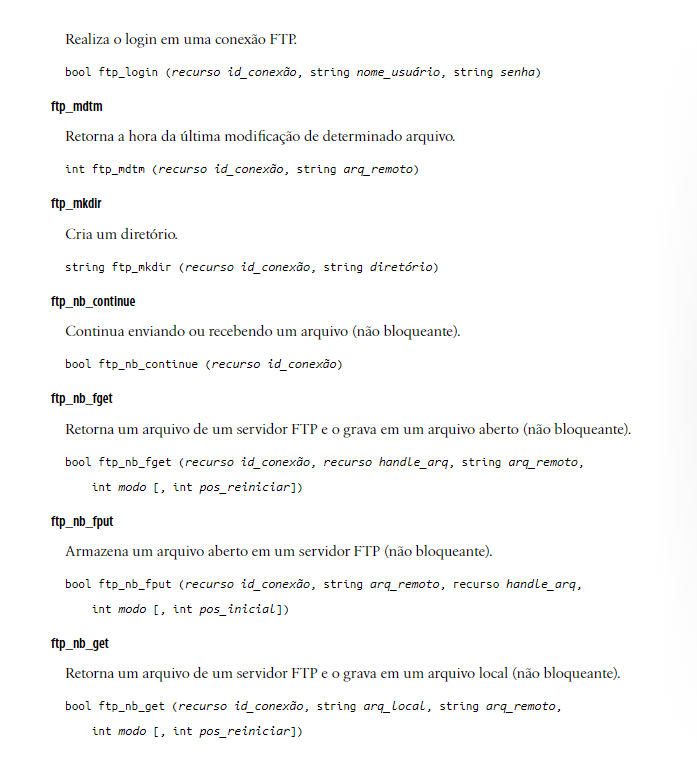 Realiza o login em uma conexão FTP.
bool ftp_login (recurso id_conexão, string nome_usuário, string senha)
ftp_mdtm
Retorna a hora da última modificação de determinado arquivo.
int ftp_mdtm (recurso id_conexão, string arq_remoto)
ftp_mkdir
Cria um diretório.
string ftp_mkdir (recurso id_conexão, string diretório)
ftp_nb_continue
Continua enviando ou recebendo um arquivo (não bloqueante).
bool ftp_nb_continue (recurso id_conexão)
ftp_nb_fget
Retorna um arquivo de um servidor FTP e o grava em um arquivo aberto (não bloqueante).
bool ftp_nb_fget (recurso id_conexão, recurso handle_arq, string arq_remoto,
int modo [, int pos_reiniciar])
ftp_nb_fput
Armazena um arquivo aberto em um servidor FTP (não bloqueante).
bool ftp_nb_fput (recurso id_conexão, string arq_remoto, recurso handle_arq,
int modo [, int pos_inicial])
ftp_nb_get
Retorna um arquivo de um servidor FTP e o grava em um arquivo local (não bloqueante).
bool ftp_nb_get (recurso id_conexão, string arq_local, string arq_remoto,
int modo [, int pos_reiniciar])